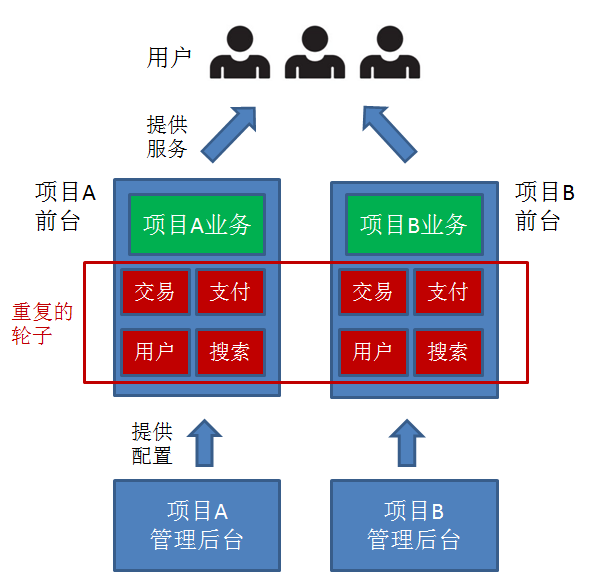 用户
提供
服务
项目A
前台
项目A业务
项目B业务
项目B
前台
重复的
轮子
交易
支付
交易
支付
用户
搜索
用户
搜索
提供
配置
项目A
管理后台
项目B
管理后台